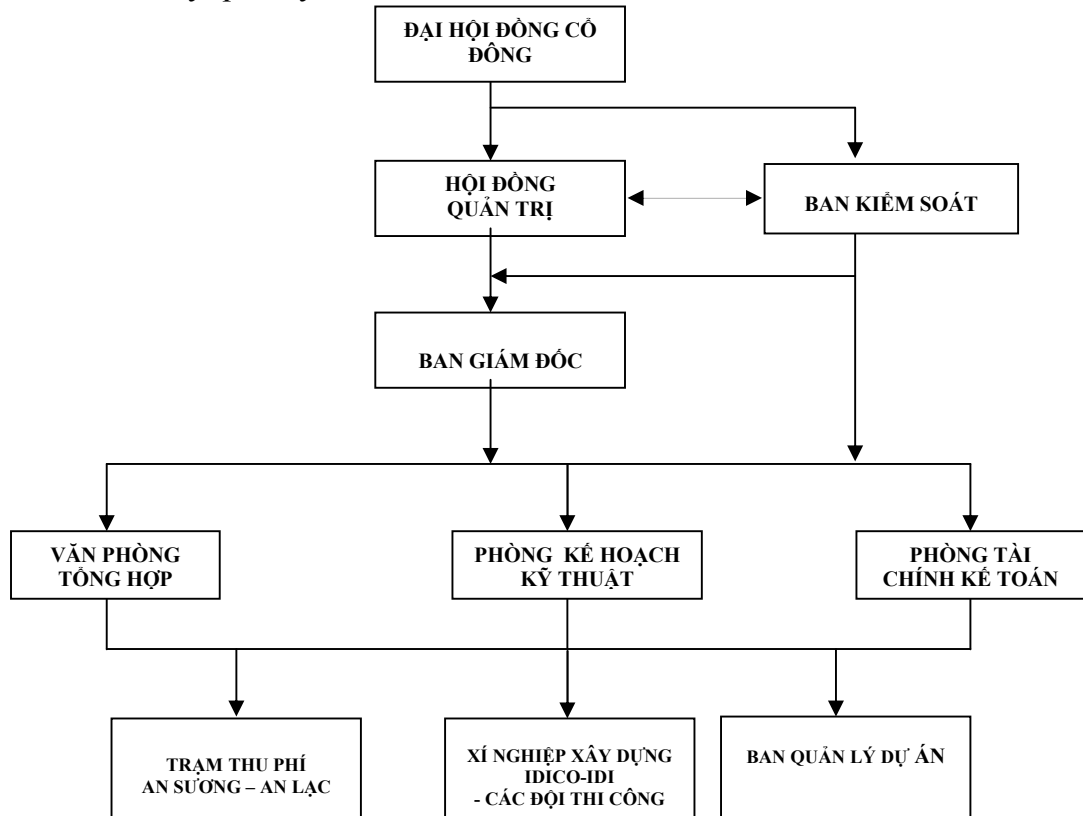 ĐẠI HỘI ĐỒNG CỔ
ĐÔNG
HỘI ĐỒNG
QUẢN TRỊ
BAN KIỂM SOÁT
BAN GIÁM ĐỐC
VĂN PHÒNG
TỔNG HỢP
PHÒNG KẾ HOẠCH
KỸ THUẬT
PHÒNG TÀI
CHÍNH KẾ TOÁN
TRẠM THU PHÍ
AN SƯƠNG – AN LẠC
XÍ NGHIỆP XÂY DỰNG
IDICO-IDI
- CÁC ĐỘI THI CÔNG
BAN QUẢN LÝ DỰ ÁN